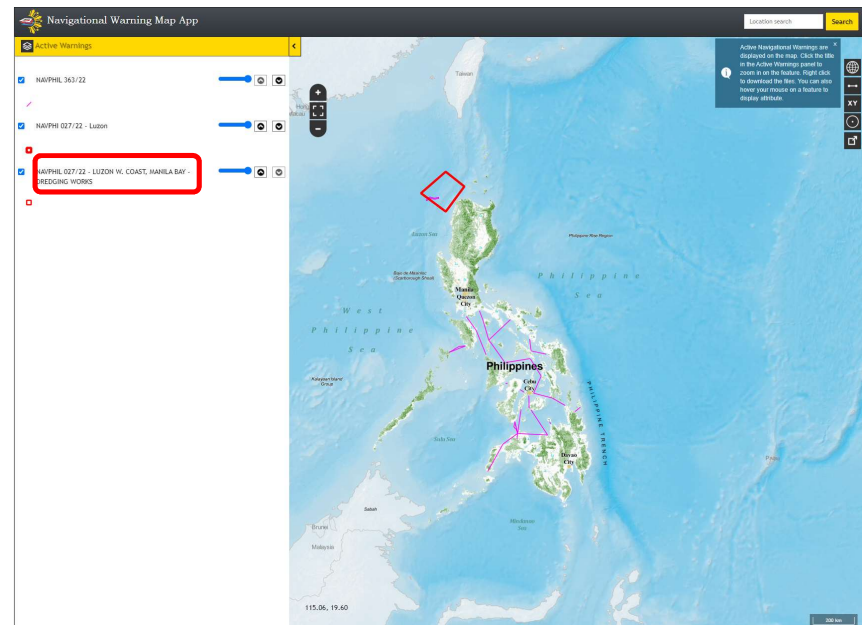 Navigational Warning Map App
Location search
Search
Active Warnings
NAVPHIL 363/22
NAVPHI 027/22 - Luzon
NAVPHIL 027/22 - LUZON W. COAST, MANILA BAY -
DREDGING WORKS
Active Navigational Warnings are
displayed on the map. Click the title
in the Active Warnings panel to
zoom in on the feature. Right click
to download the files. You can also
hover your mouse on a feature to
display attribute.
XY
Taiwan
Luzon Sea
Philippine Rise Region
Bajo de Masinloc
(Scarborough Shoal)
Philippine
Sea
Manila
Quezon
City
West
Philippine
Sea
Philippines
Kalayaan Island
Group
Cebu
City
PHILIPPINE TRENCH
Sulu Sea
Davao
City
Palau
Sabah
Mindanao
Sea
Brunei
Malaysia
115.06, 19.60
200 km